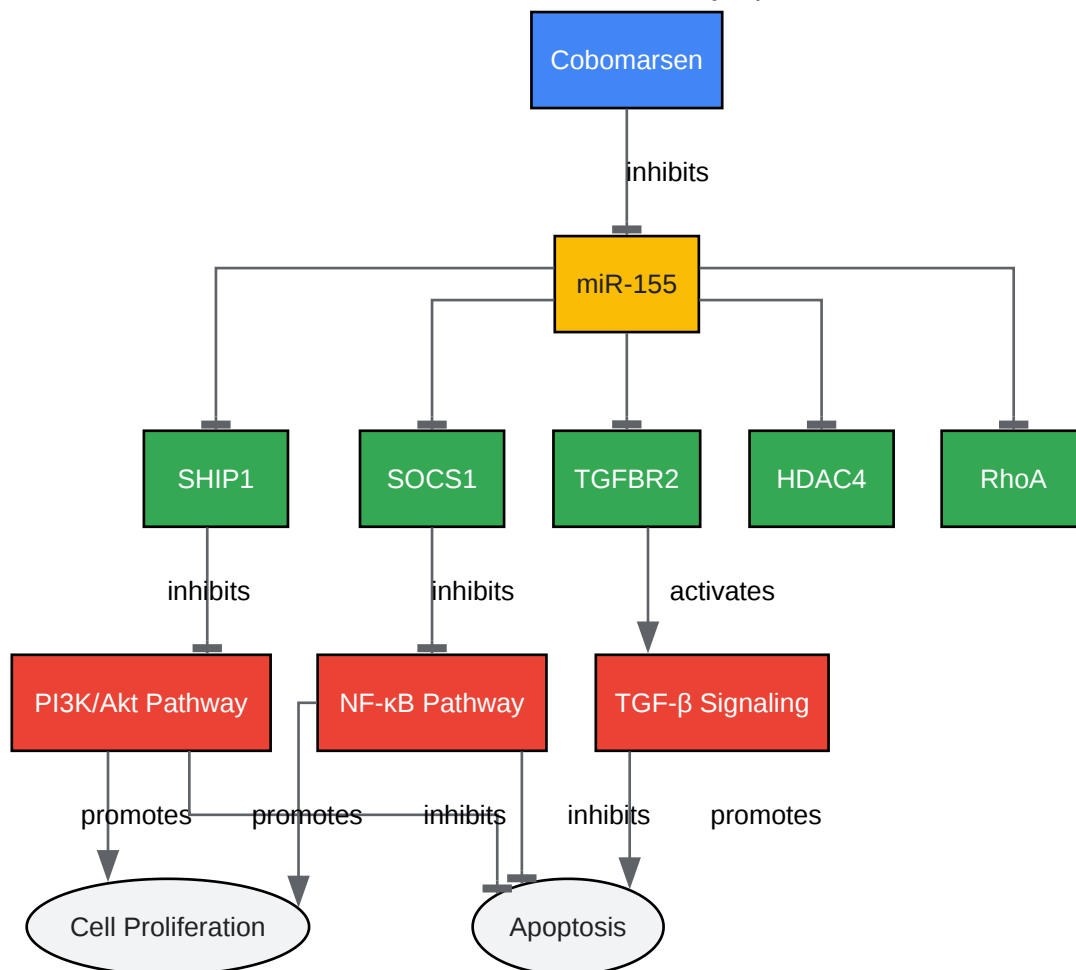 Cobomarsen
inhibits
miR-155
SHIP1
SOCS1
TGFBR2
HDAC4
RhoA
inhibits
inhibits
activates
PI3K/Akt Pathway
NF-κB Pathway
TGF-β Signaling
promotes
promotes
inhibits
inhibits
promotes
Cell Proliferation
Apoptosis